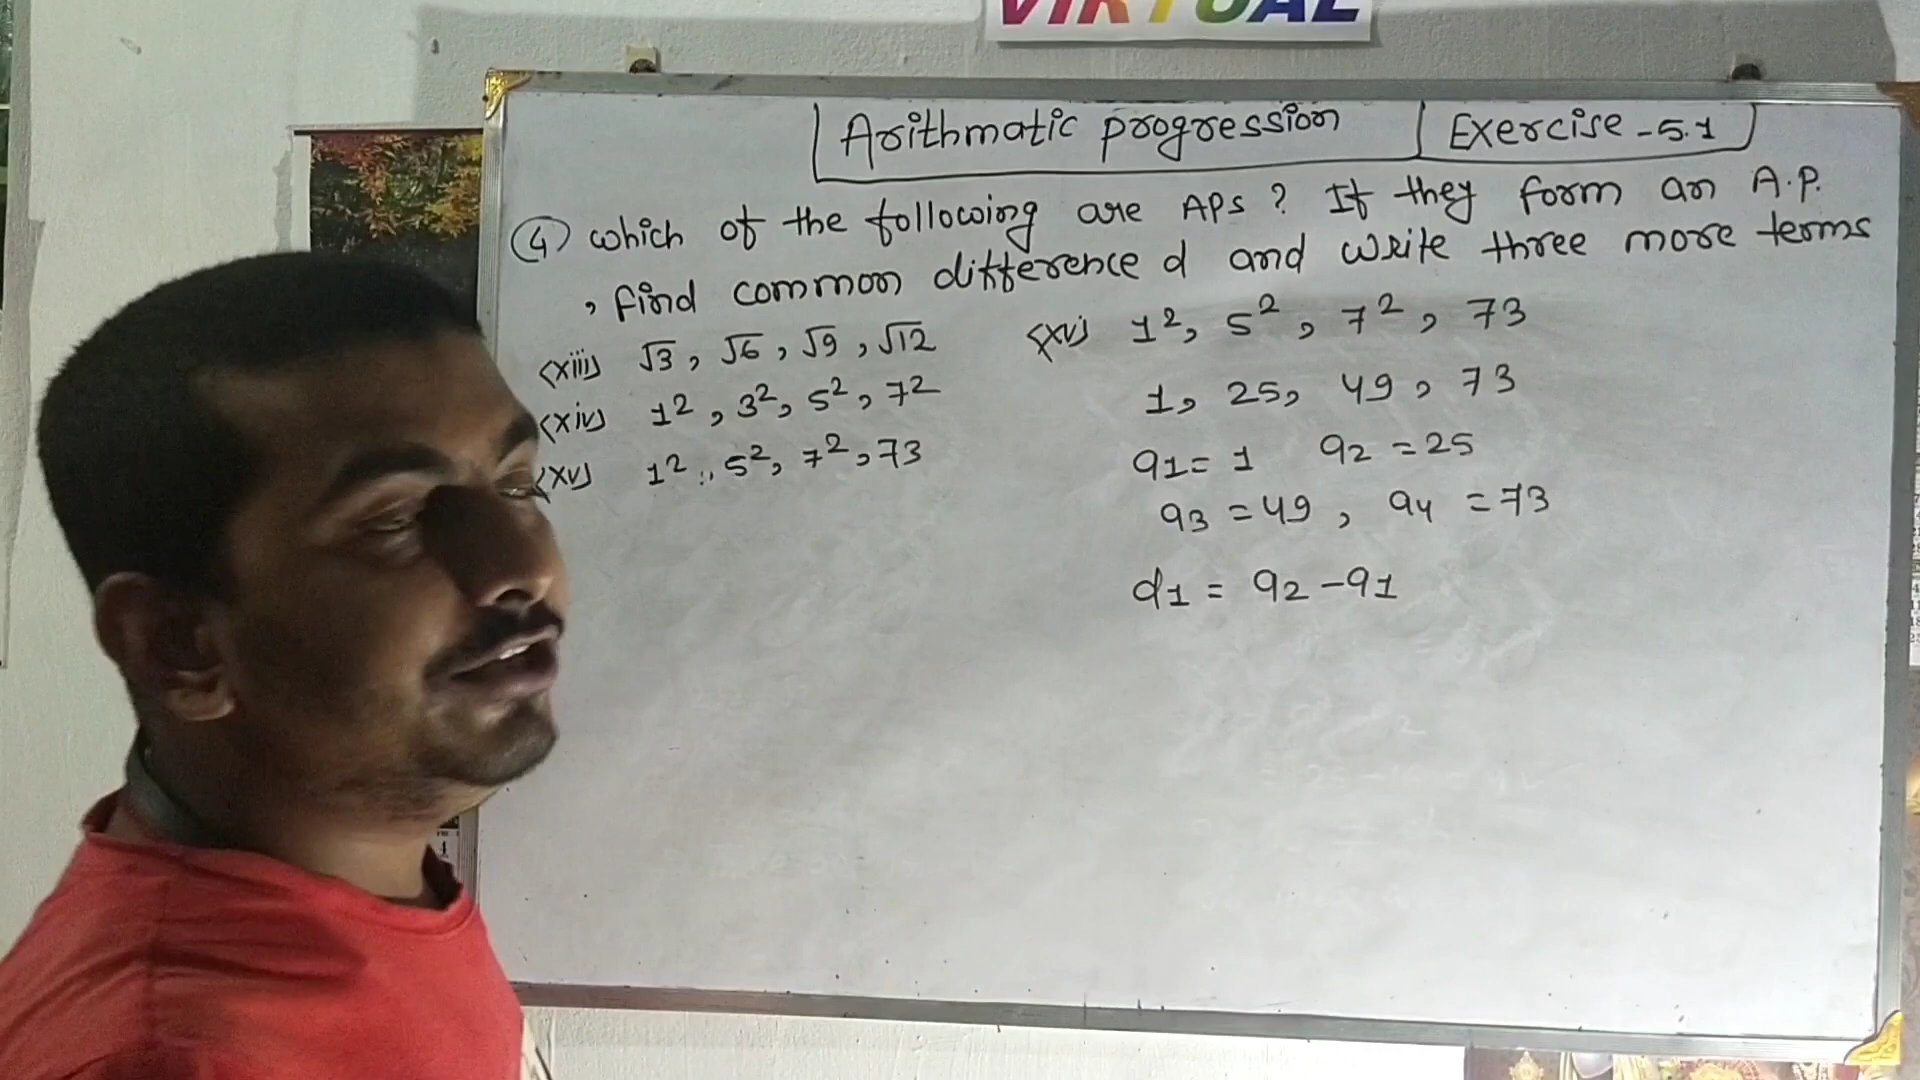 VIRTUAL
Arithmatic progression | Exercise -5.1
④ which of the following are APs ? If they form an A.P.
, find common difference d and write three more terms
(xiii) √3, √6, √9, √12
(xiv) 1², 3², 5², 7²
(xv) 1², 5², 7², 73
(xv) 1², 5², 7², 73
1, 25, 49, 73
a1 = 1 a2 = 25
a3 = 49, a4 = 73
d1 = a2 - a1